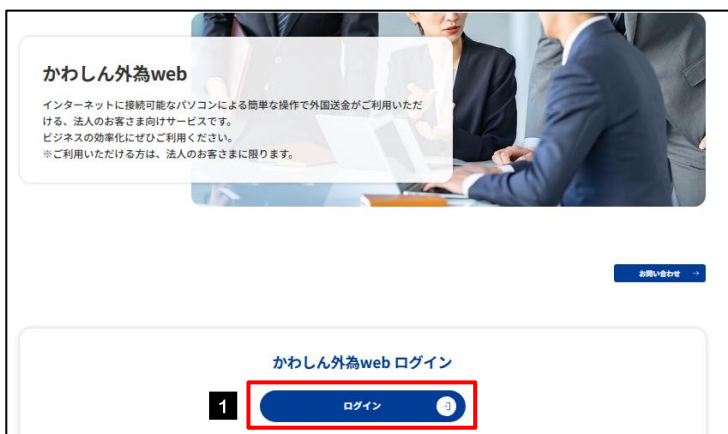 かわしん外為web
インターネットに接続可能なパソコンによる簡単な操作で外国送金がご利用いただ
ける、法人のお客さま向けサービスです。
ビジネスの効率化にぜひご利用ください。
※ご利用いただける方は、法人のお客さまに限ります。
お問い合わせ →
かわしん外為web ログイン
1 ログイン